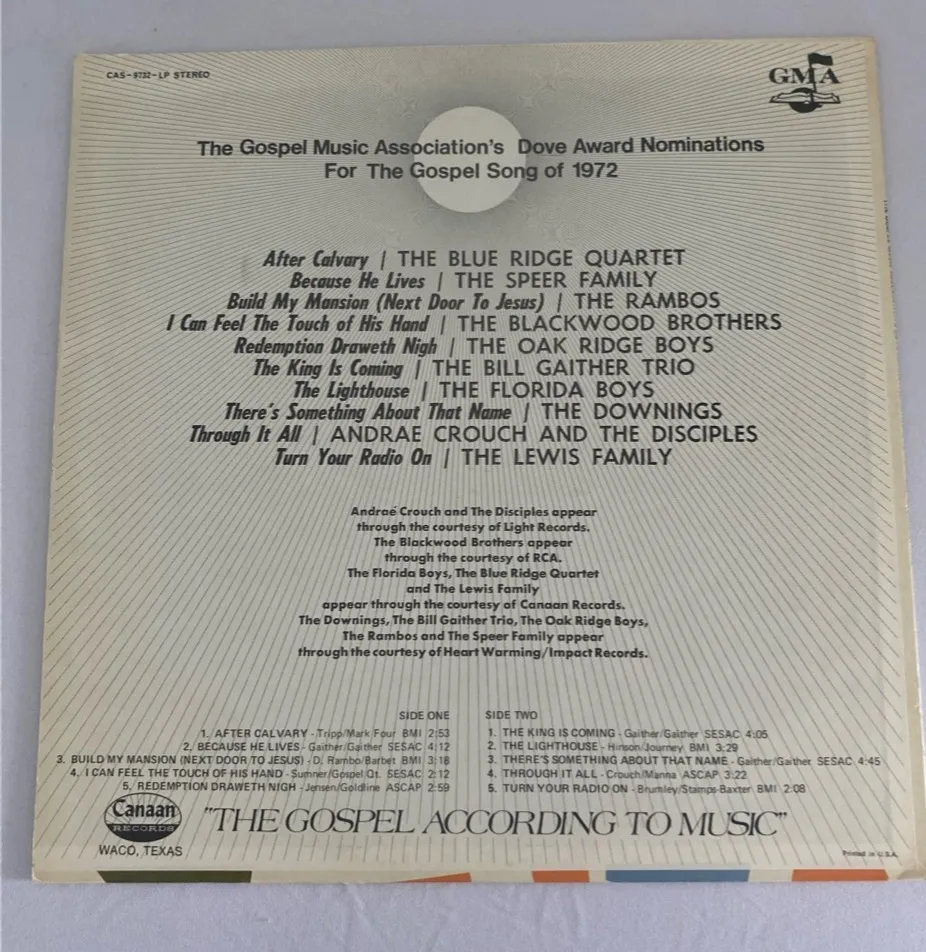 CAS-9732-LP STEREO
GMA
The Gospel Music Association's Dove Award Nominations
For The Gospel Song of 1972
After Calvary | THE BLUE RIDGE QUARTET
Because He Lives | THE SPEER FAMILY
Build My Mansion (Next Door To Jesus) | THE RAMBOS
I Can Feel The Touch of His Hand | THE BLACKWOOD BROTHERS
Redemption Draweth Nigh | THE OAK RIDGE BOYS
The King Is Coming | THE BILL GAITHER TRIO
The Lighthouse | THE FLORIDA BOYS
There's Something About That Name | THE DOWNINGS
Through It All | ANDRAE CROUCH AND THE DISCIPLES
Turn Your Radio On | THE LEWIS FAMILY
Andraé Crouch and The Disciples appear
through the courtesy of Light Records.
The Blackwood Brothers appear
through the courtesy of RCA.
The Florida Boys, The Blue Ridge Quartet
and The Lewis Family
appear through the courtesy of Canaan Records.
The Downings, The Bill Gaither Trio, The Oak Ridge Boys,
The Rambos and The Speer Family appear
through the courtesy of Heart Warming/Impact Records.
SIDE ONE
1. AFTER CALVARY - Tripp/Mark Four BMI 2:53
2. BECAUSE HE LIVES - Gaither/Gaither SESAC 4:12
3. BUILD MY MANSION (NEXT DOOR TO JESUS) - D. Rambo/Barbet BMI 3:18
4. I CAN FEEL THE TOUCH OF HIS HAND - Sumner/Gospel Qt. SESAC 2:12
5. REDEMPTION DRAWETH NIGH - Jensen/Goldline ASCAP 2:59
SIDE TWO
1. THE KING IS COMING - Gaither/Gaither SESAC 4:05
2. THE LIGHTHOUSE - Hinson/Journey BMI 3:29
3. THERE'S SOMETHING ABOUT THAT NAME - Gaither/Gaither SESAC 4:45
4. THROUGH IT ALL - Crouch/Manna ASCAP 3:22
5. TURN YOUR RADIO ON - Brumley/Stamps-Baxter BMI 2:08
Canaan
RECORDS
WACO, TEXAS
"THE GOSPEL ACCORDING TO MUSIC"
Printed in U.S.A.